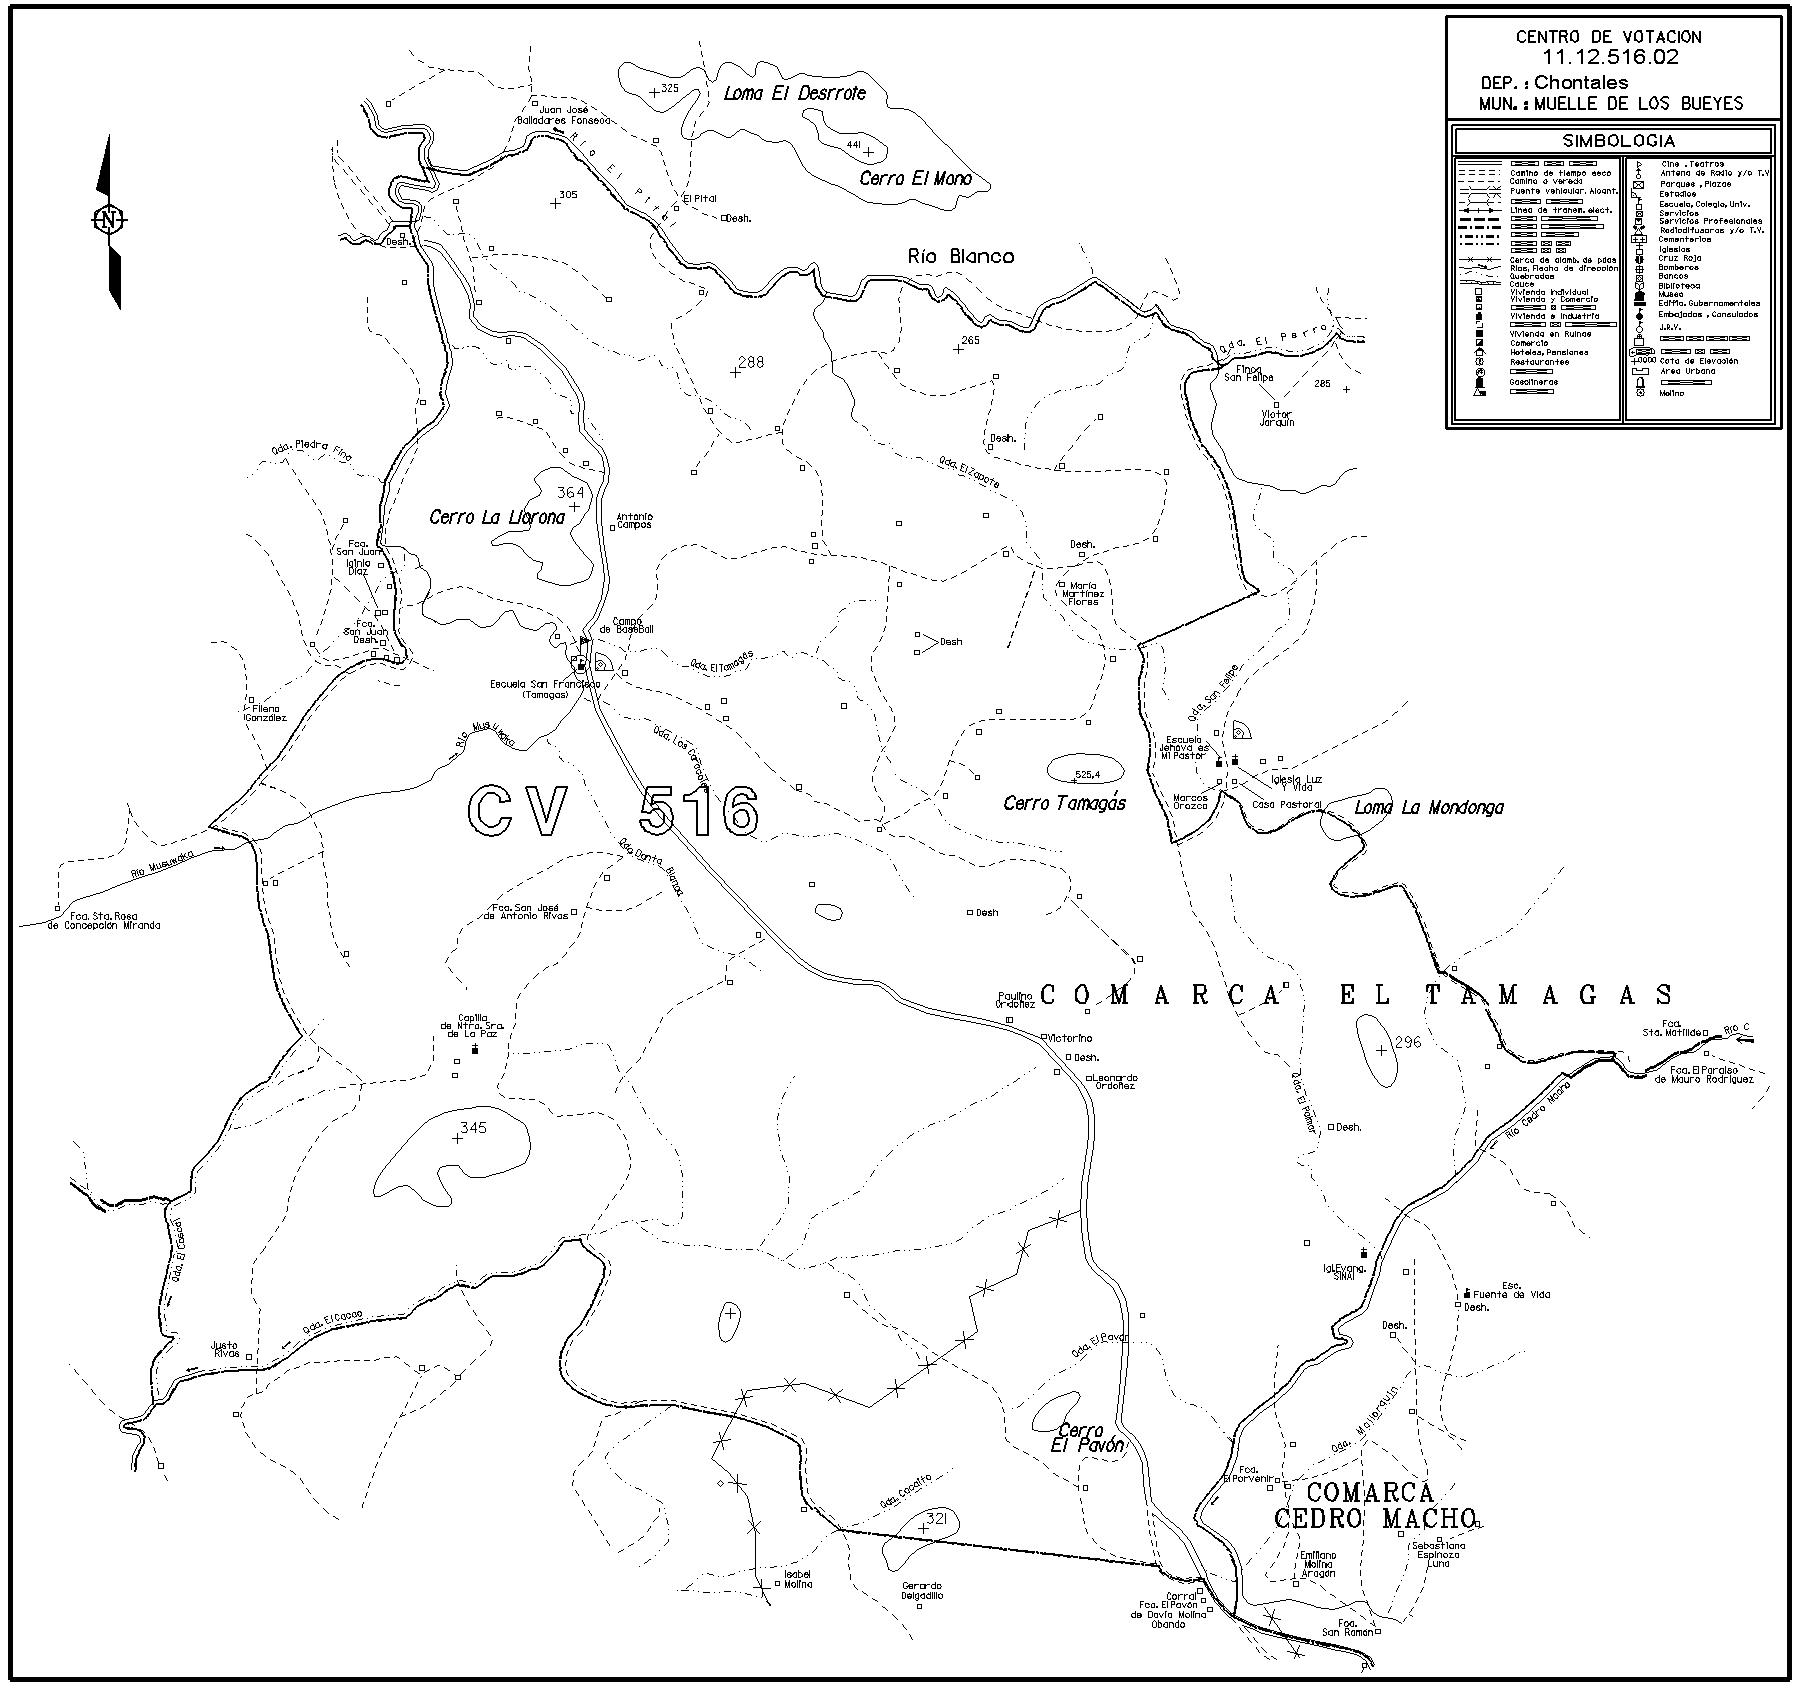 CENTRO DE VOTACION
11.12.516.02
DEP. : Chontales
MUN. : MUELLE DE LOS BUEYES
SIMBOLOGIA
Camino de tiempo seco
Camino o vereda
Puente vehicular. Alcant.
Línea de transm. elect.
Cerca de alamb. de púas
Ríos, Flecha de dirección
Quebradas
Cauce
Vivienda Individual
Vivienda y Comercio
Vivienda e Industria
Vivienda en Ruinas
Comercio
Hoteles, Pensiones
Restaurantes
Gasolineras
Cine . Teatros
Antena de Radio y/o T.V
Parques , Plazas
Estadios
Escuela, Colegio, Univ.
Servicios
Servicios Profesionales
Radiodifusoras y/o T.V.
Cementerios
Iglesias
Cruz Roja
Bomberos
Bancos
Biblioteca
Museo
Edific. Gubernamentales
Embajadas , Consulados
J.R.V.
Cota de Elevación
Area Urbana
Molino
N
325
Loma El Desrrote
Juan José
Balladares Fonseca
441
Cerro El Mono
Río El Pito
305
El Pital
Desh.
Desh.
Río Blanco
265
288
Qda. El Perro
Finca
San Felipe
285
Victor
Jarquín
Desh.
Qda. Piedra Fina
Qda. El Zapote
364
Cerro La Llorona
Antonio
Campos
Fca.
San Juan
Iginio
Díaz
Desh.
María
Martínez
Flores
Fca.
San Juan
Desh.
Campo
de BaseBall
Desh
Qda. El Tamagás
Escuela San Francisco
(Tamagas)
Qda. San Felipe
Filena
González
Río Musuwaka
Qda. Los Caracoles
Escuela
Jehova es
Mi Pastor
525,4
Iglesia Luz
Y Vida
Cerro Tamagás
Marcos
Orozco
Casa Pastoral
Loma La Mondonga
CV 516
Qda. Danta Blanca
Río Musuwaka
Fca. Sta. Rosa
de Concepción Miranda
Fca. San José
de Antonio Rivas
Desh
Paulino
Ordoñez
COMARCA EL TAMAGAS
Capilla
de Ntra. Sra.
de La Paz
Victorino
Desh.
296
Fca.
Sta. Matilide
Río C
Leonardo
Ordoñez
Fca. El Paraiso
de Mauro Rodríguez
Qda. El Palmar
Río Cedro Macho
345
Desh.
Qda. El Cacao
Igl. Evang.
SINAI
Esc.
Fuente de Vida
Desh.
Qda. El Cacao
Desh.
Justo
Rivas
Qda. El Pavor
Cerro
El Pavón
Qda. Mallorquin
Fca.
El Porvenir
Qda. Cacaito
COMARCA
CEDRO MACHO
321
Sebastiana
Espinoza
Luna
Emiliano
Molina
Aragón
Isabel
Molina
Gerardo
Delgadillo
Corral
Fca. El Pavón
de Davia Molina
Obando
Fca.
San Ramón